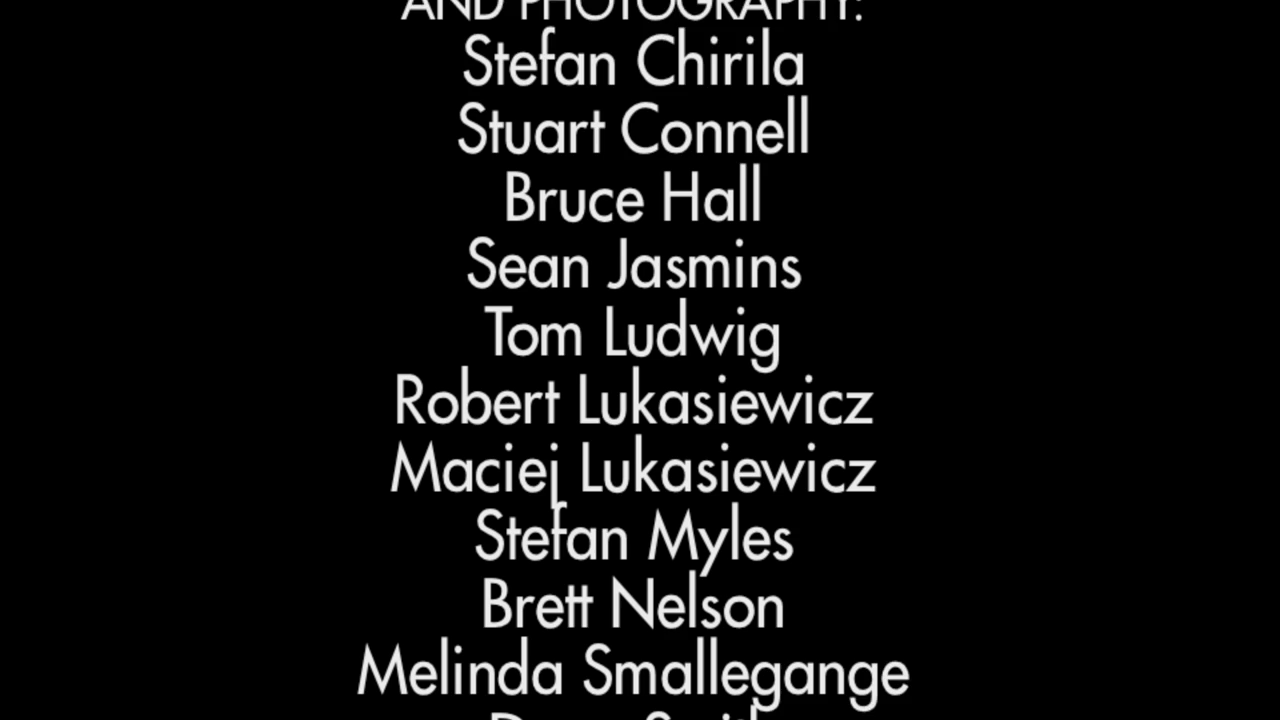 AND PHOTOGRAPHY:
Stefan Chirila
Stuart Connell
Bruce Hall
Sean Jasmins
Tom Ludwig
Robert Lukasiewicz
Maciej Lukasiewicz
Stefan Myles
Brett Nelson
Melinda Smallegange